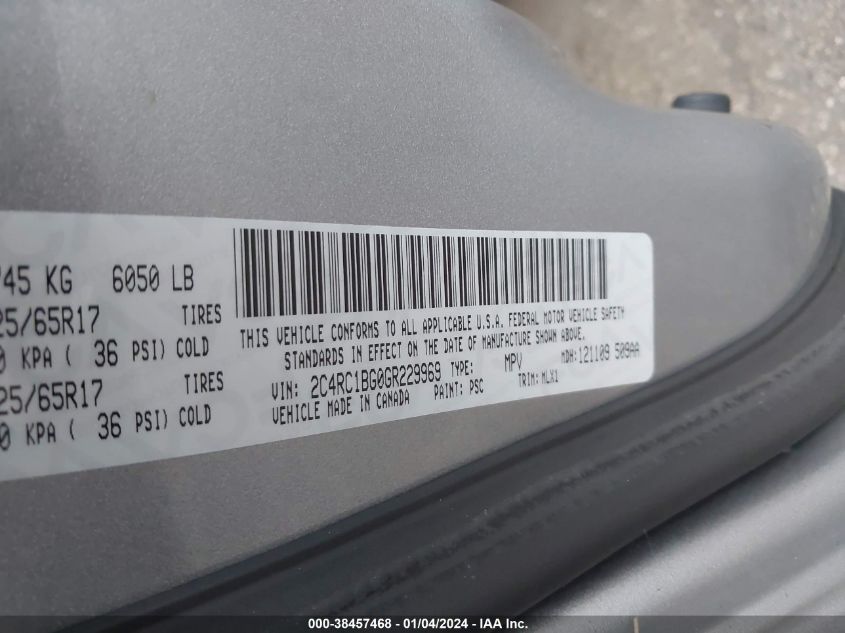 745 KG 6050 LB
25/65R17 TIRES
0 KPA ( 36 PSI) COLD
25/65R17 TIRES
0 KPA ( 36 PSI) COLD
THIS VEHICLE CONFORMS TO ALL APPLICABLE U.S.A. FEDERAL MOTOR VEHICLE SAFETY
STANDARDS IN EFFECT ON THE DATE OF MANUFACTURE SHOWN ABOVE.
VIN: 2C4RC1BG0GR229969 TYPE: MPV MDH: 121109 509AA
VEHICLE MADE IN CANADA PAINT: PSC TRIM: MLX1
000-38457468 - 01/04/2024 - IAA Inc.